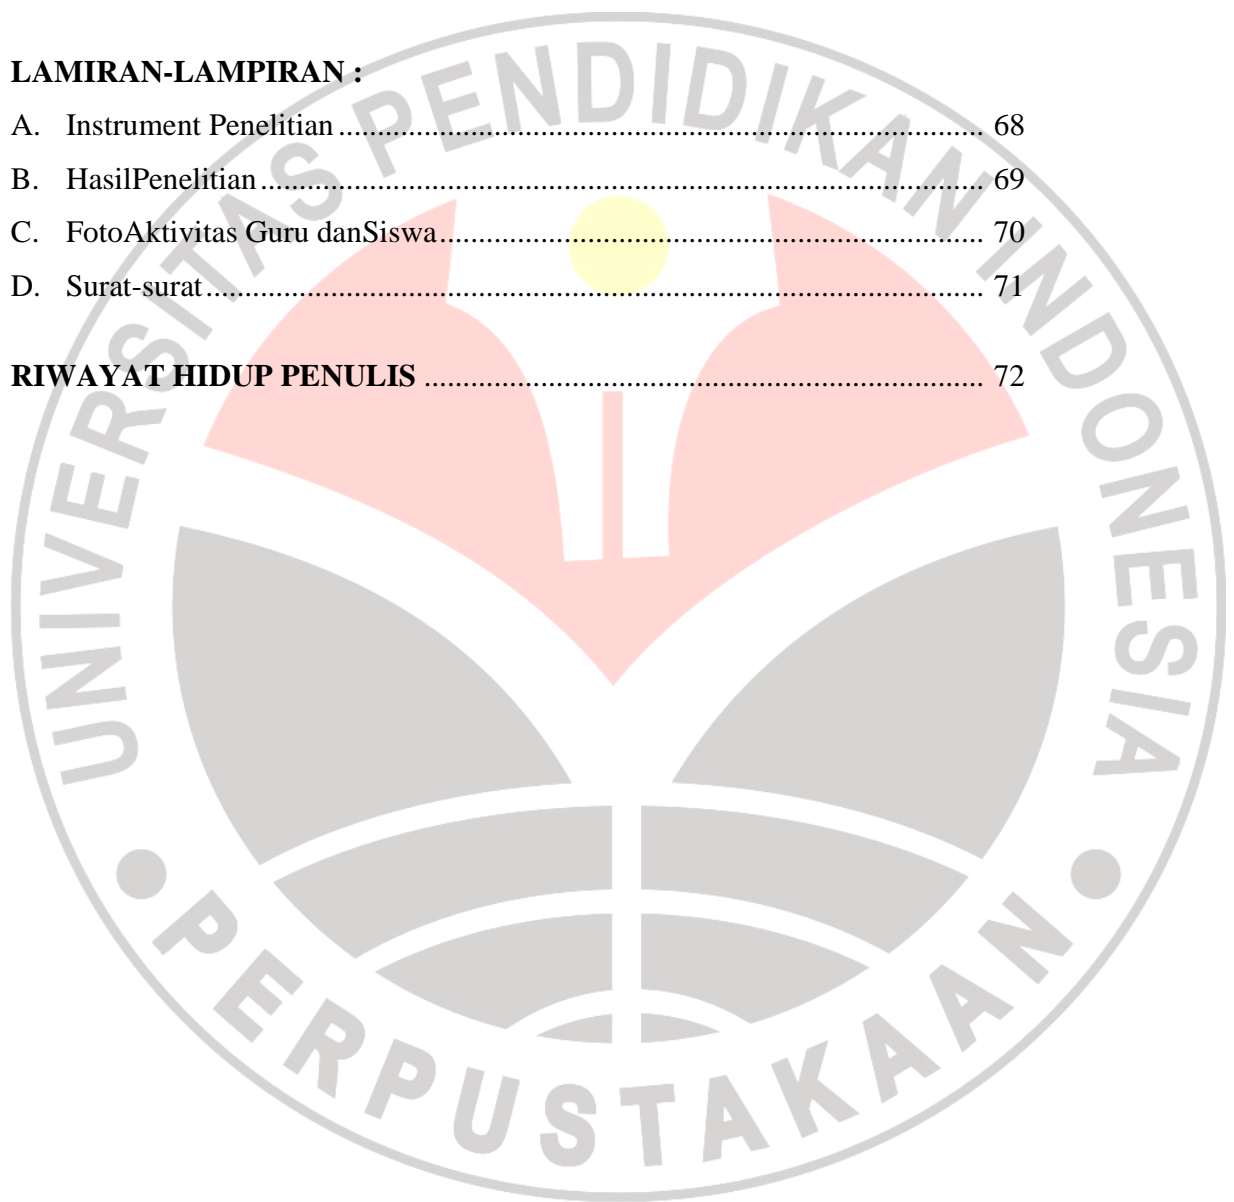 LAMIRAN-LAMPIRAN :
A. Instrument Penelitian ........................ 68
B. HasilPenelitian ........................ 69
C. FotoAktivitas Guru danSiswa ........................ 70
D. Surat-surat ........................ 71
RIWAYAT HIDUP PENULIS ........................ 72
UNIVERSITAS PENDIDIKAN INDONESIA
PERPUSTAKAAN